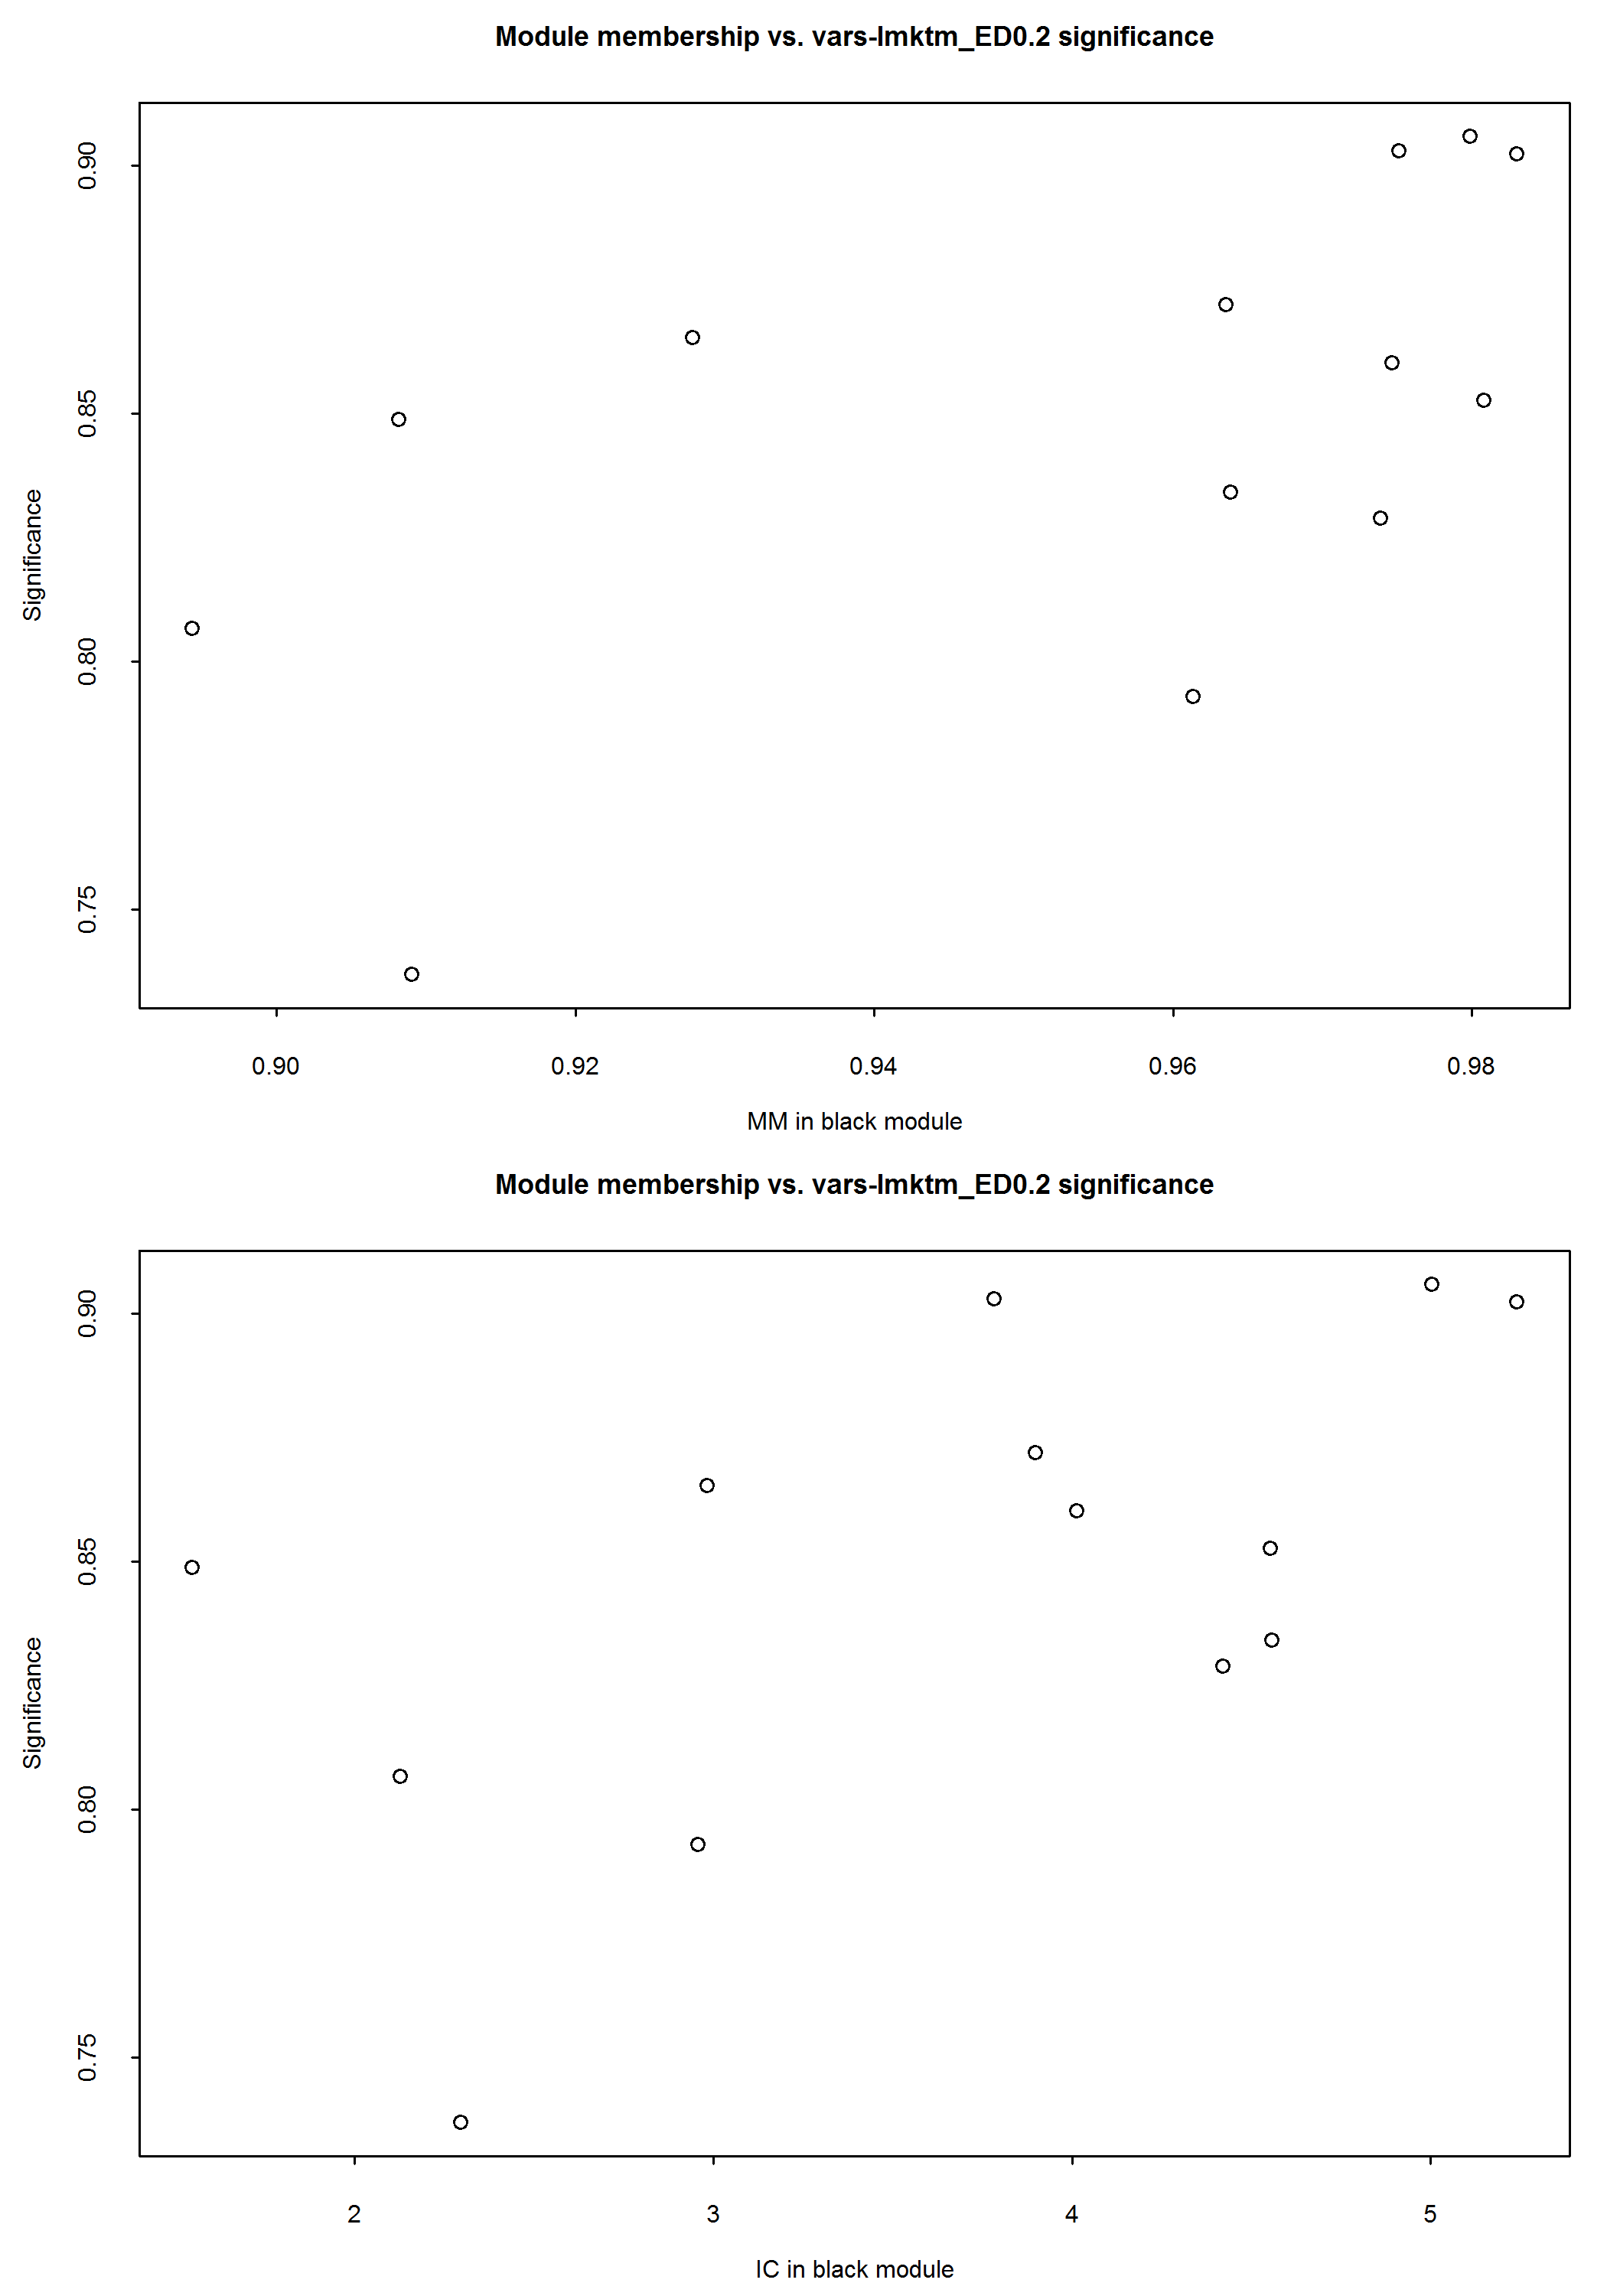 Module membership vs. vars-lmktm_ED0.2 significance
0.90
0.85
Significance
0.80
0.75
0.90 0.92 0.94 0.96 0.98
MM in black module
Module membership vs. vars-lmktm_ED0.2 significance
0.90
0.85
Significance
0.80
0.75
2 3 4 5
IC in black module